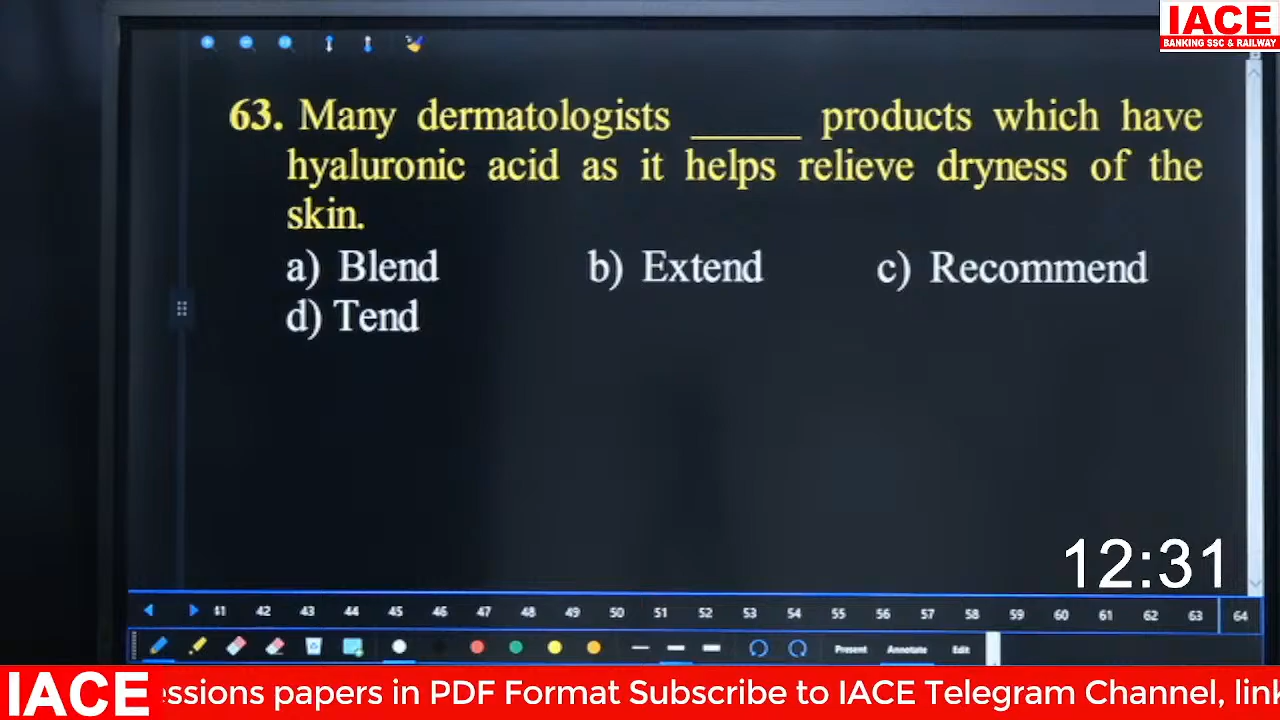 IACE
BANKING SSC & RAILWAY
63. Many dermatologists _____ products which have
hyaluronic acid as it helps relieve dryness of the
skin.
a) Blend b) Extend c) Recommend
d) Tend
12:31
41 42 43 44 45 46 47 48 49 50 51 52 53 54 55 56 57 58 59 60 61 62 63 64
Present Annotate Edit
IACE essions papers in PDF Format Subscribe to IACE Telegram Channel, link